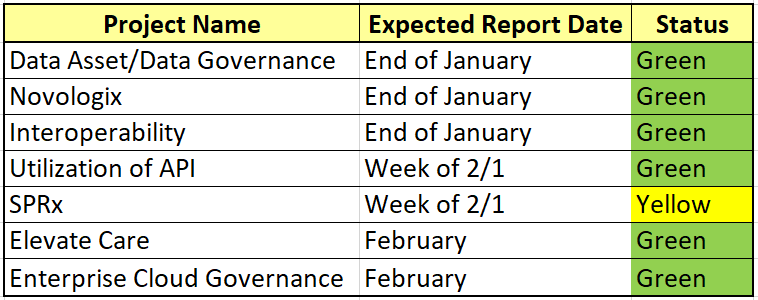 Project Name Expected Report Date Status
Data Asset/Data Governance End of January Green
Novologix End of January Green
Interoperability End of January Green
Utilization of API Week of 2/1 Green
SPRx Week of 2/1 Yellow
Elevate Care February Green
Enterprise Cloud Governance February Green